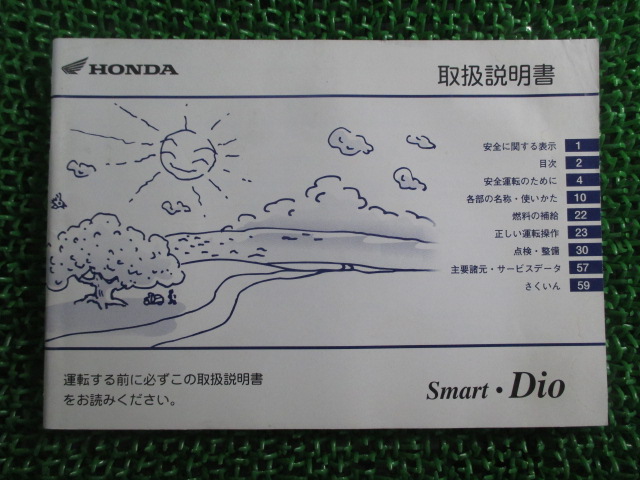 HONDA
取扱説明書
安全に関する表示 1
目次 2
安全運転のために 4
各部の名称・使いかた 10
燃料の補給 22
正しい運転操作 23
点検・整備 30
主要諸元・サービスデータ 57
さくいん 59
運転する前に必ずこの取扱説明書
をお読みください。
Smart・Dio